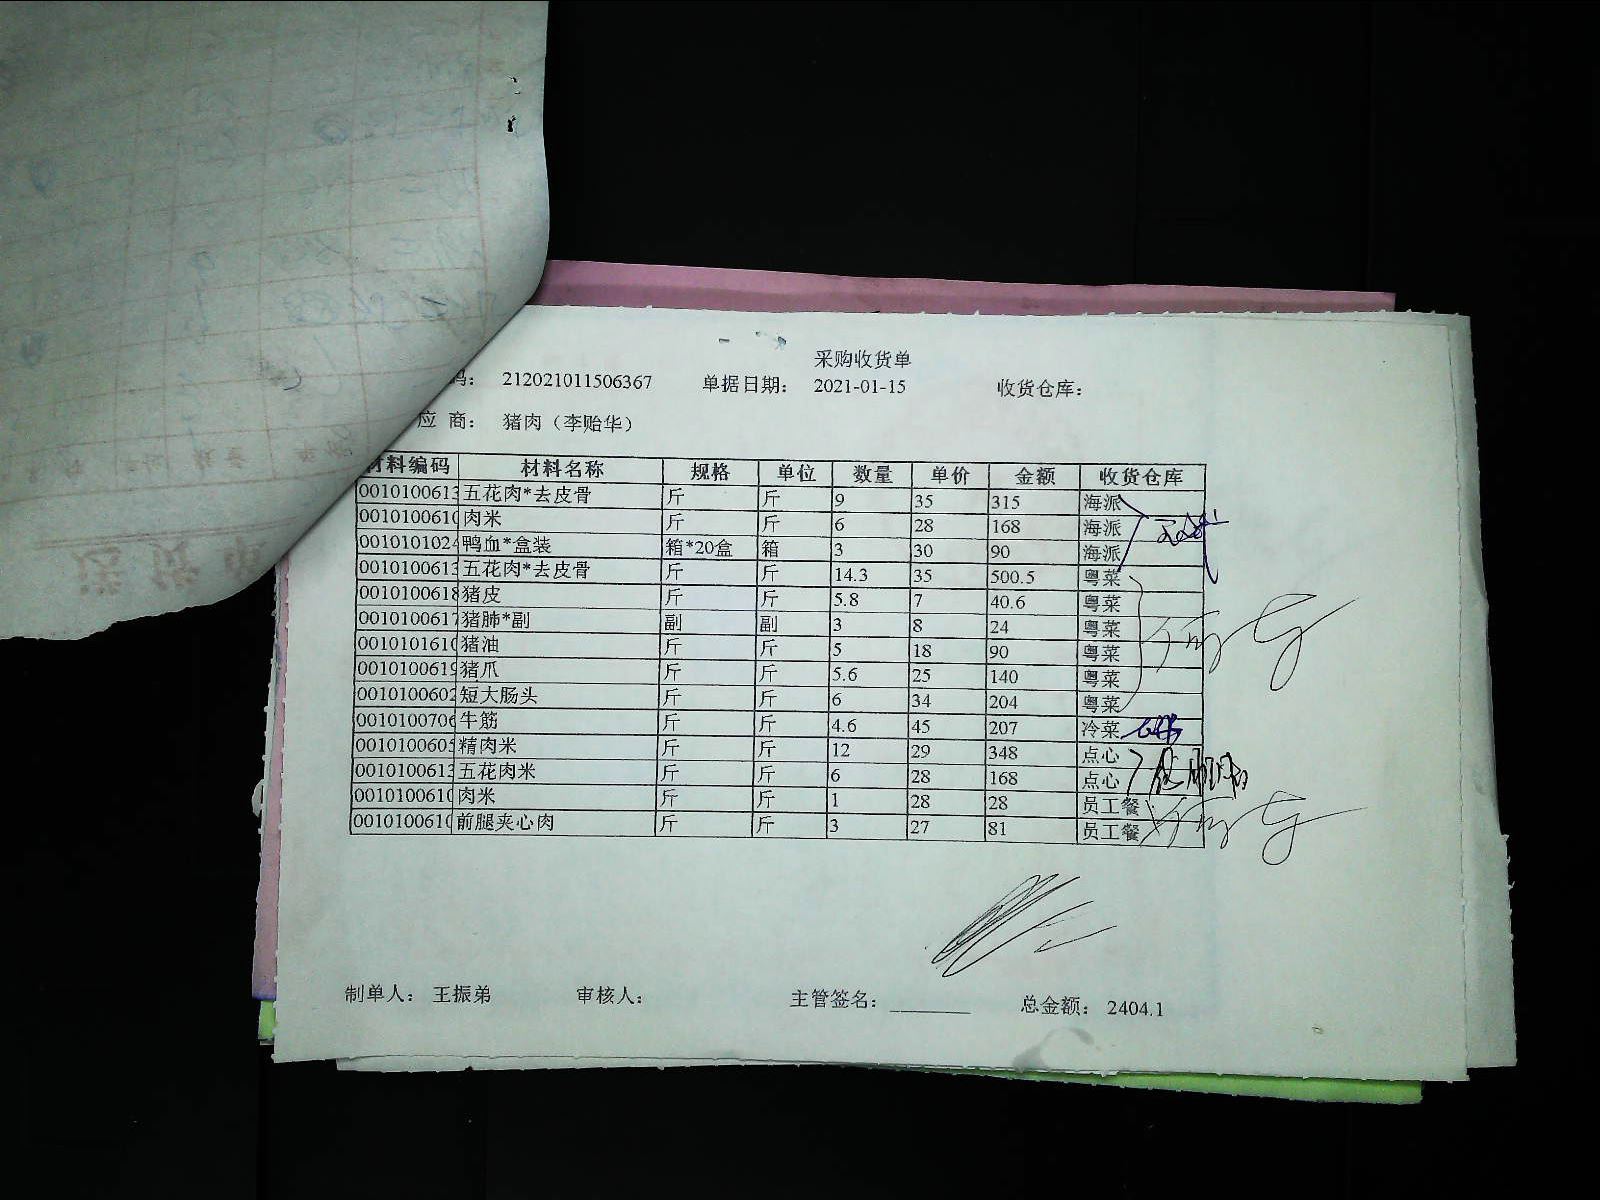 采购收货单
码： 212021011506367 单据日期： 2021-01-15 收货仓库：
应 商： 猪肉（李贻华）
材料编码 材料名称 规格 单位 数量 单价 金额 收货仓库
001010061 五花肉*去皮骨 斤 斤 9 35 315 海派
001010061 肉米 斤 斤 6 28 168 海派
001010102 鸭血*盒装 箱*20盒 箱 3 30 90 海派
001010061 五花肉*去皮骨 斤 斤 14.3 35 500.5 粤菜
0010100618 猪皮 斤 斤 5.8 7 40.6 粤菜
0010100617 猪肺*副 副 副 3 8 24 粤菜
001010161 猪油 斤 斤 5 18 90 粤菜
0010100619 猪爪 斤 斤 5.6 25 140 粤菜
0010100602 短大肠头 斤 斤 6 34 204 粤菜
0010100706 牛筋 斤 斤 4.6 45 207 冷菜
0010100605 精肉米 斤 斤 12 29 348 点心
001010061 五花肉米 斤 斤 6 28 168 点心
001010061 肉米 斤 斤 1 28 28 员工餐
001010061 前腿夹心肉 斤 斤 3 27 81 员工餐
制单人： 王振弟 审核人： 主管签名： 总金额： 2404.1